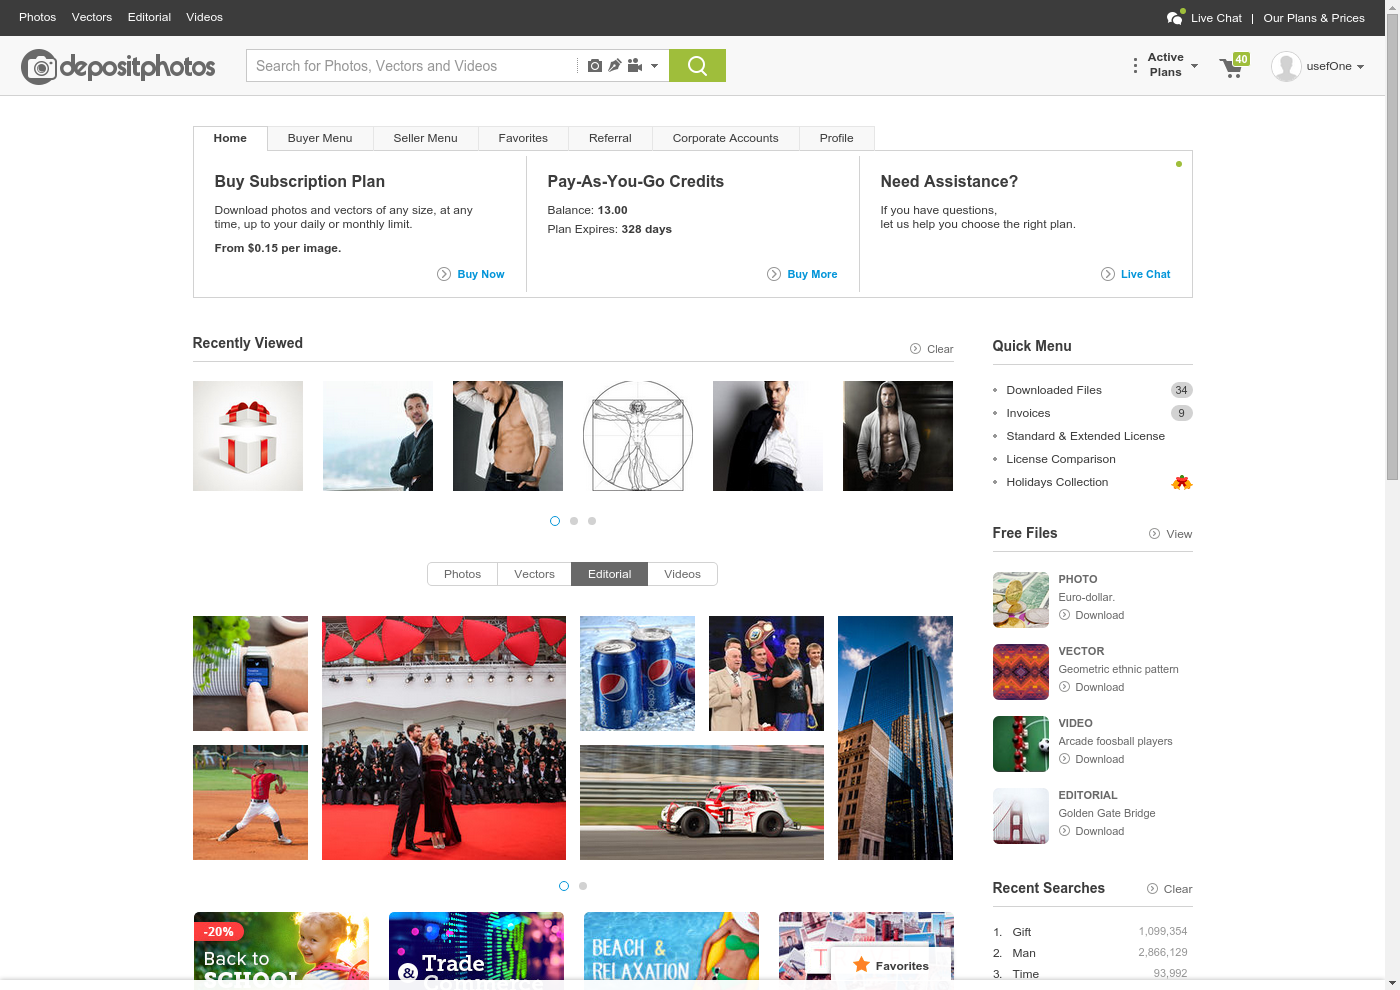 Photos Vectors Editorial Videos
Live Chat | Our Plans & Prices
depositphotos
Search for Photos, Vectors and Videos
Active
Plans
40
usefOne
Home Buyer Menu Seller Menu Favorites Referral Corporate Accounts Profile
Buy Subscription Plan
Download photos and vectors of any size, at any
time, up to your daily or monthly limit.
From $0.15 per image.
Buy Now
Pay-As-You-Go Credits
Balance: 13.00
Plan Expires: 328 days
Buy More
Need Assistance?
If you have questions,
let us help you choose the right plan.
Live Chat
Recently Viewed
Clear
Quick Menu
Downloaded Files 34
Invoices 9
Standard & Extended License
License Comparison
Holidays Collection
Free Files
View
PHOTO
Euro-dollar.
Download
VECTOR
Geometric ethnic pattern
Download
VIDEO
Arcade foosball players
Download
EDITORIAL
Golden Gate Bridge
Download
Photos Vectors Editorial Videos
pepsi
Recent Searches
Clear
1. Gift 1,099,354
2. Man 2,866,129
3. Time 93,992
-20%
Back to
SCHOOL
Trade
& Commerce
BEACH &
RELAXATION
T
Favorites